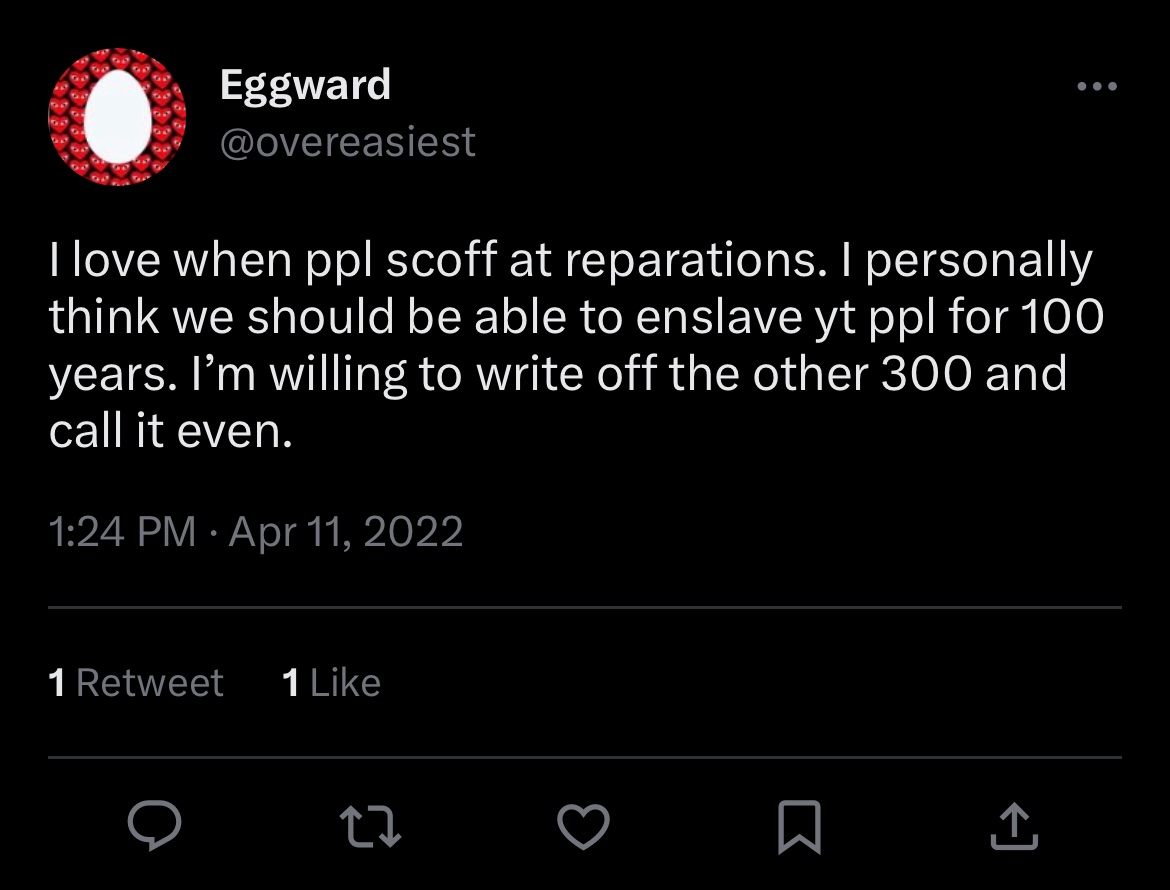 Eggward
@overeasiest
I love when ppl scoff at reparations. I personally
think we should be able to enslave yt ppl for 100
years. I’m willing to write off the other 300 and
call it even.
1:24 PM · Apr 11, 2022
1 Retweet 1 Like